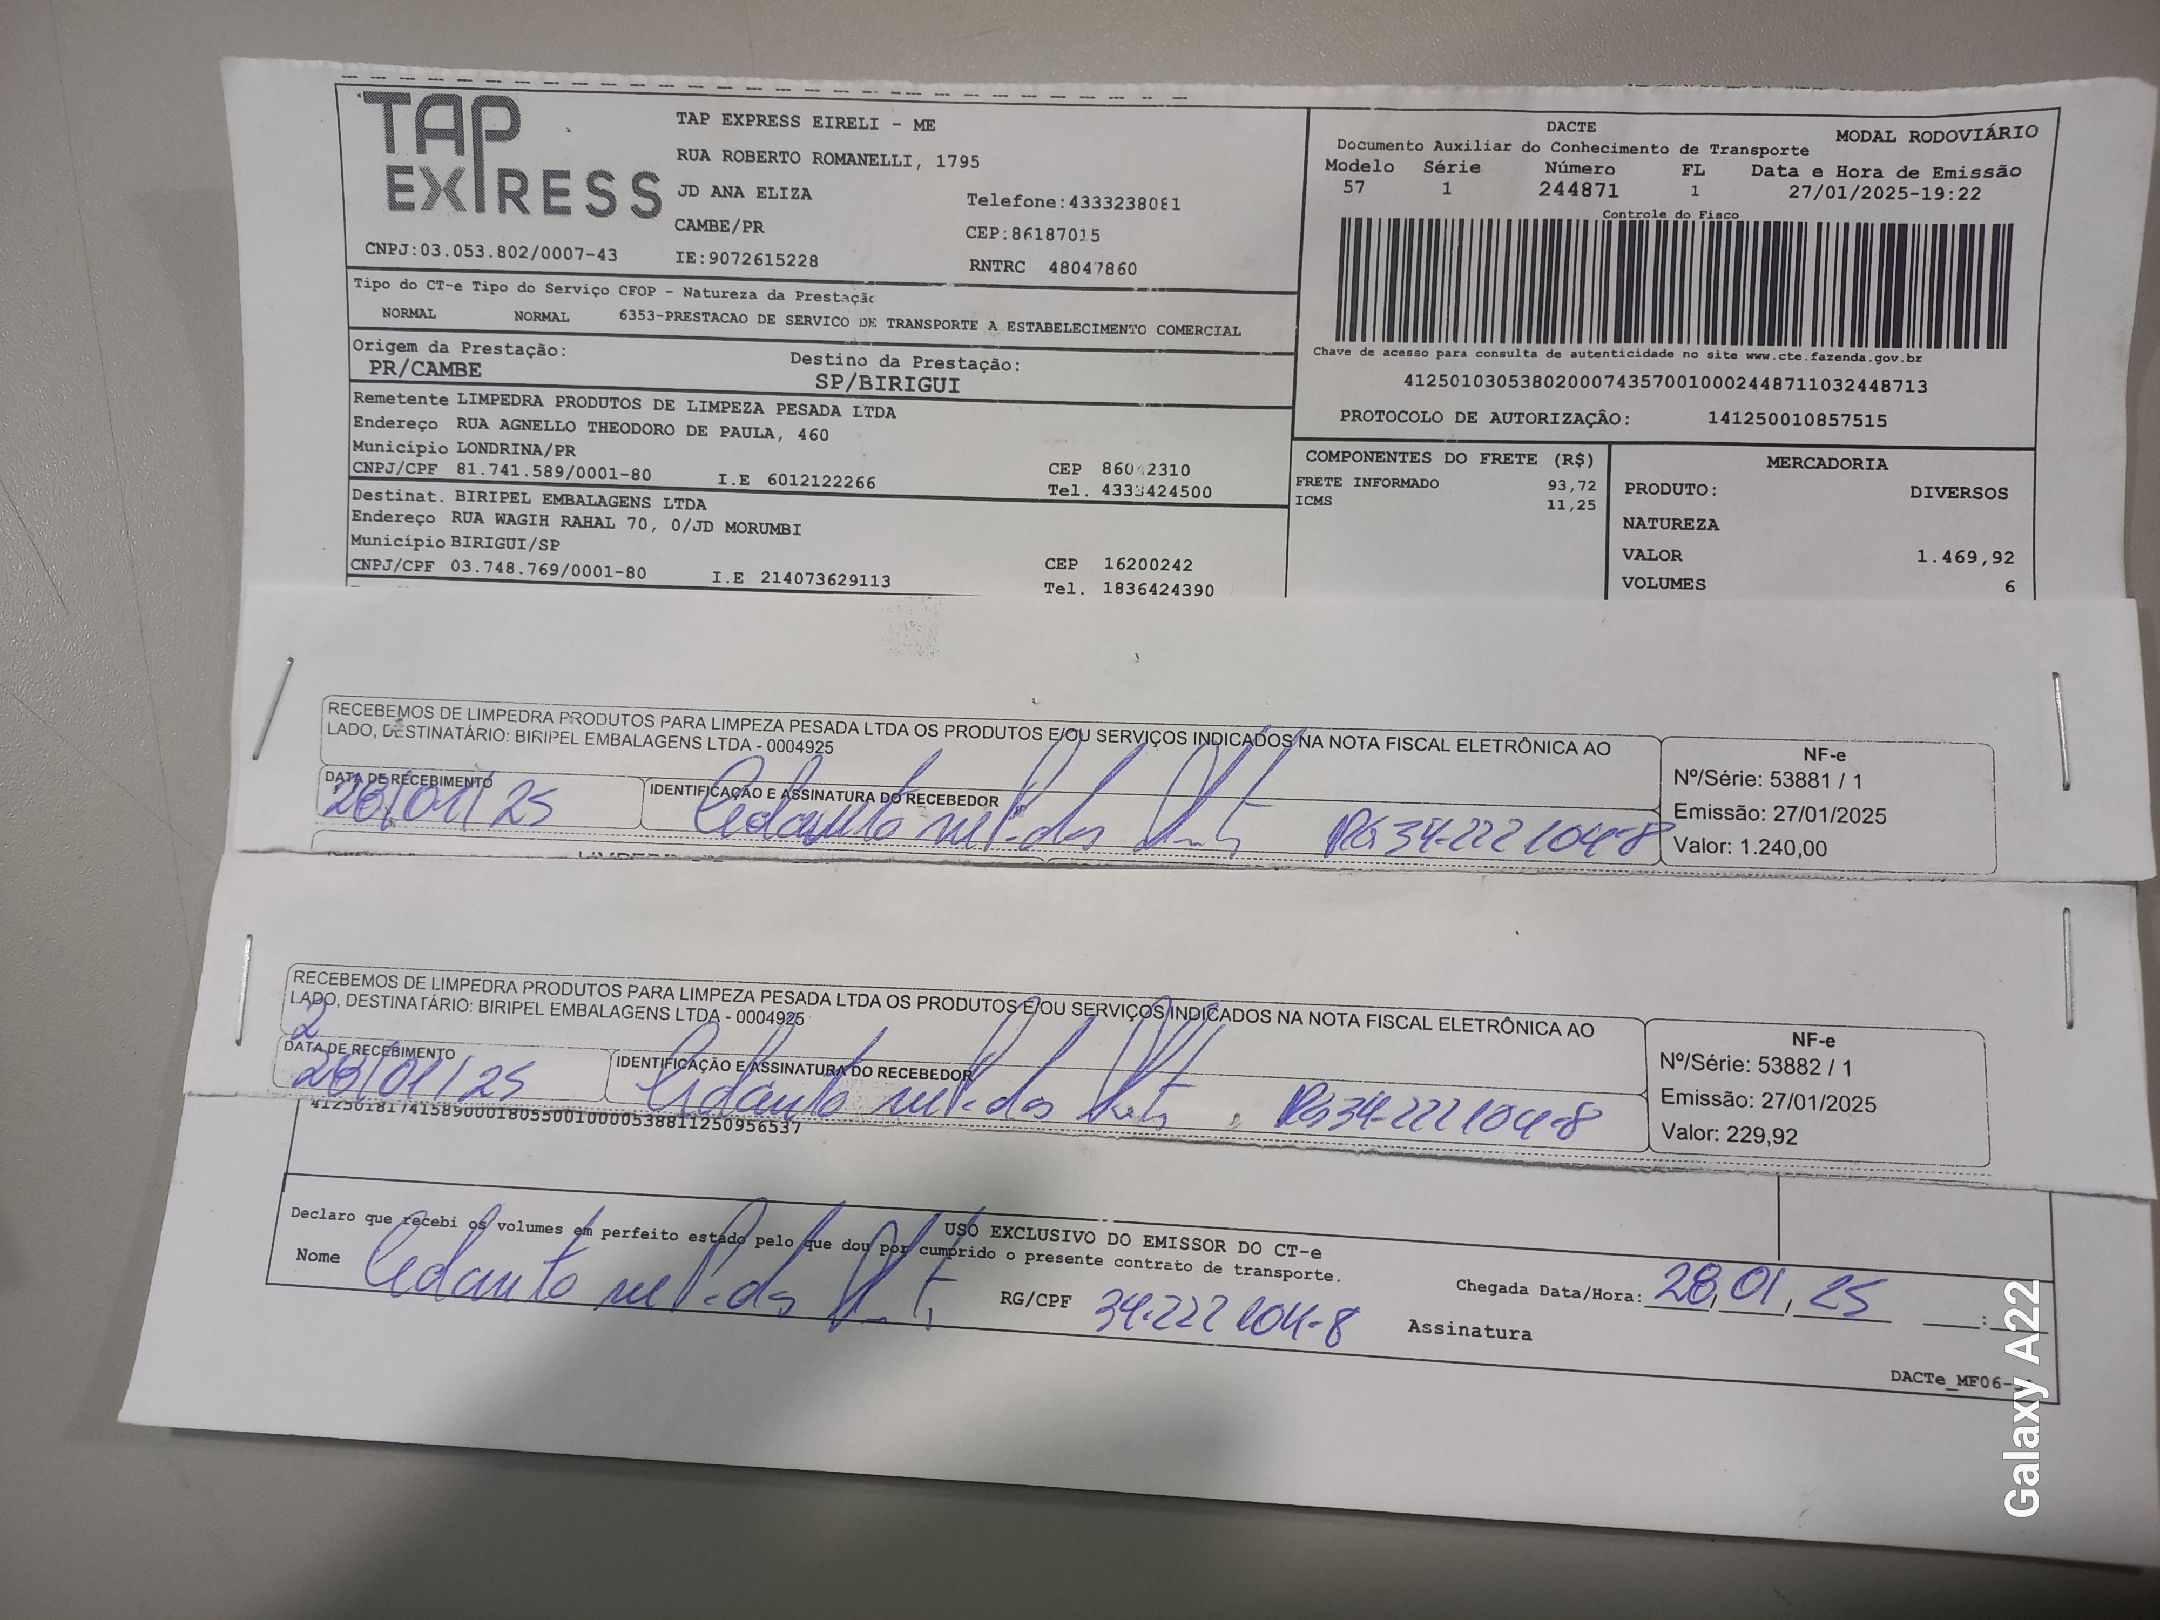 TAP EXPRESS
TAP EXPRESS EIRELI - ME
RUA ROBERTO ROMANELLI, 1795
JD ANA ELIZA
Telefone:4333238081
CAMBE/PR
CEP:86187015
CNPJ:03.053.802/0007-43
IE:9072615228
RNTRC 48047860
DACTE
MODAL RODOVIÁRIO
Documento Auxiliar do Conhecimento de Transporte
Modelo Série Número FL Data e Hora de Emissão
57 1 244871 1 27/01/2025-19:22
Controle do Fisco
Chave de acesso para consulta de autenticidade no site www.cte.fazenda.gov.br
41250103053802000743570010002448711032448713
PROTOCOLO DE AUTORIZAÇÃO: 141250010857515
Tipo do CT-e Tipo do Serviço CFOP - Natureza da Prestação
NORMAL NORMAL 6353-PRESTACAO DE SERVICO DE TRANSPORTE A ESTABELECIMENTO COMERCIAL
Origem da Prestação: Destino da Prestação:
PR/CAMBE SP/BIRIGUI
Remetente LIMPEDRA PRODUTOS DE LIMPEZA PESADA LTDA
Endereço RUA AGNELLO THEODORO DE PAULA, 460
Município LONDRINA/PR
CEP 86042310
CNPJ/CPF 81.741.589/0001-80 I.E 6012122266
Tel. 4333424500
Destinat. BIRIPEL EMBALAGENS LTDA
Endereço RUA WAGIH RAHAL 70, 0/JD MORUMBI
Município BIRIGUI/SP
CEP 16200242
CNPJ/CPF 03.748.769/0001-80 I.E 214073629113
Tel. 1836424390
COMPONENTES DO FRETE (R$)
FRETE INFORMADO 93,72
ICMS 11,25
MERCADORIA
PRODUTO: DIVERSOS
NATUREZA
VALOR 1.469,92
VOLUMES 6
RECEBEMOS DE LIMPEDRA PRODUTOS PARA LIMPEZA PESADA LTDA OS PRODUTOS E/OU SERVIÇOS INDICADOS NA NOTA FISCAL ELETRÔNICA AO
LADO, DESTINATÁRIO: BIRIPEL EMBALAGENS LTDA - 0004925
DATA DE RECEBIMENTO
28/01/25
IDENTIFICAÇÃO E ASSINATURA DO RECEBEDOR
RG 34.222 104-8
NF-e
Nº/Série: 53881 / 1
Emissão: 27/01/2025
Valor: 1.240,00
RECEBEMOS DE LIMPEDRA PRODUTOS PARA LIMPEZA PESADA LTDA OS PRODUTOS E/OU SERVIÇOS INDICADOS NA NOTA FISCAL ELETRÔNICA AO
LADO, DESTINATÁRIO: BIRIPEL EMBALAGENS LTDA - 0004925
2
DATA DE RECEBIMENTO
28/01/25
IDENTIFICAÇÃO E ASSINATURA DO RECEBEDOR
RG 34.222 104-8
NF-e
Nº/Série: 53882 / 1
Emissão: 27/01/2025
Valor: 229,92
41250181741589000180550010000538811250956537
USO EXCLUSIVO DO EMISSOR DO CT-e
Declaro que recebi os volumes em perfeito estado pelo que dou por cumprido o presente contrato de transporte.
Nome
RG/CPF 34.222 104-8
Chegada Data/Hora: 28, 01, 25 :
Assinatura
DACTe_MF06-
Galaxy A22